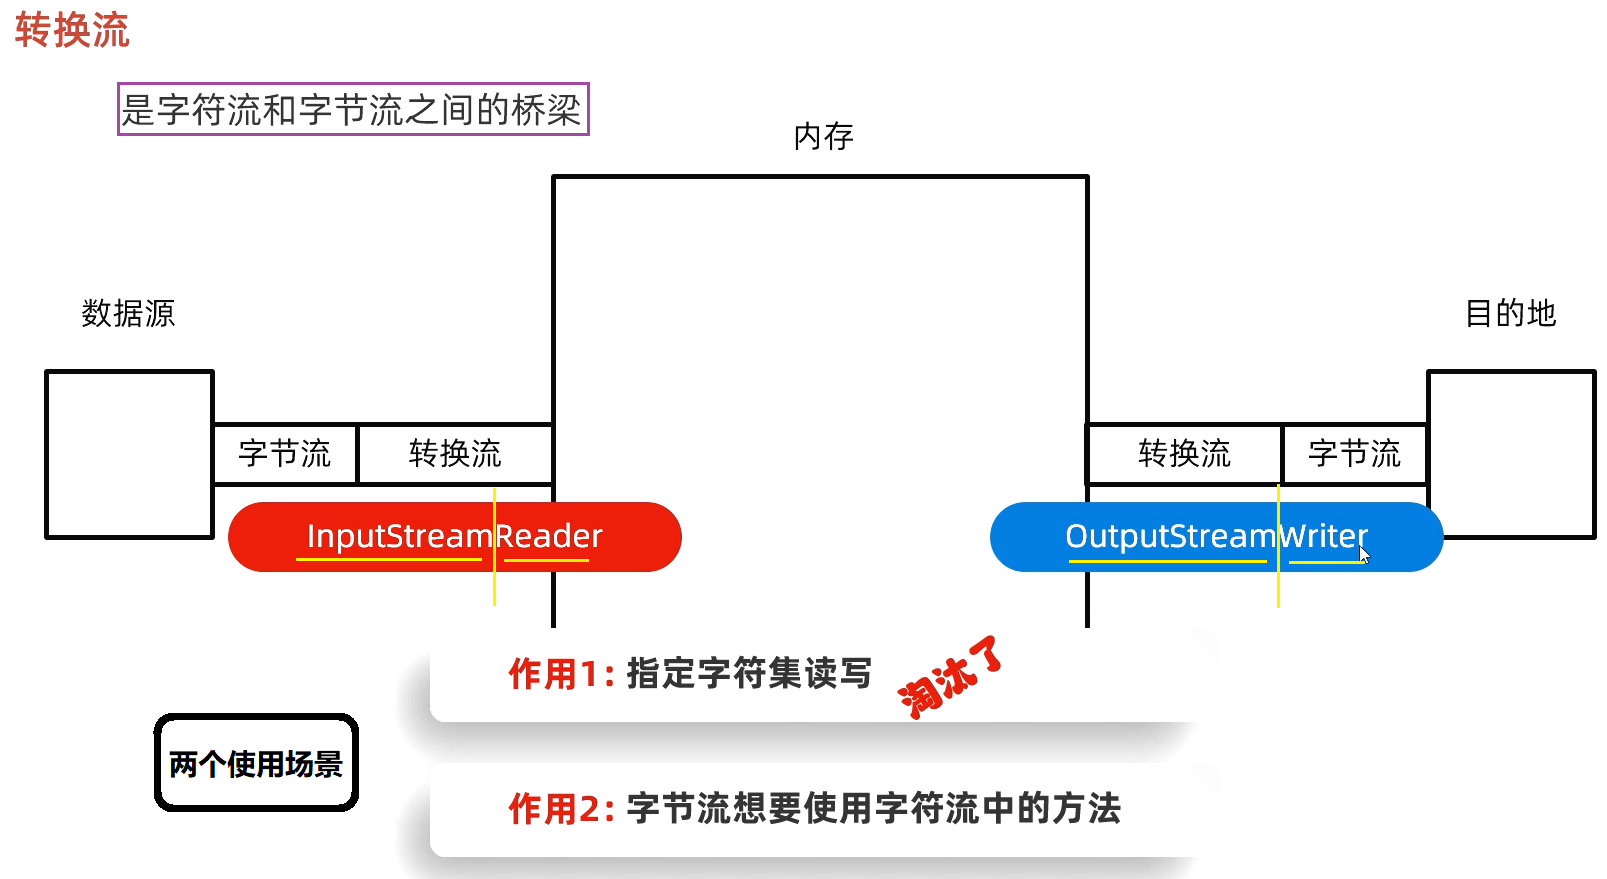 转换流
是字符流和字节流之间的桥梁
内存
数据源
目的地
字节流
转换流
转换流
字节流
InputStreamReader
OutputStreamWriter
作用1：指定字符集读写
淘汰了
两个使用场景
作用2：字节流想要使用字符流中的方法